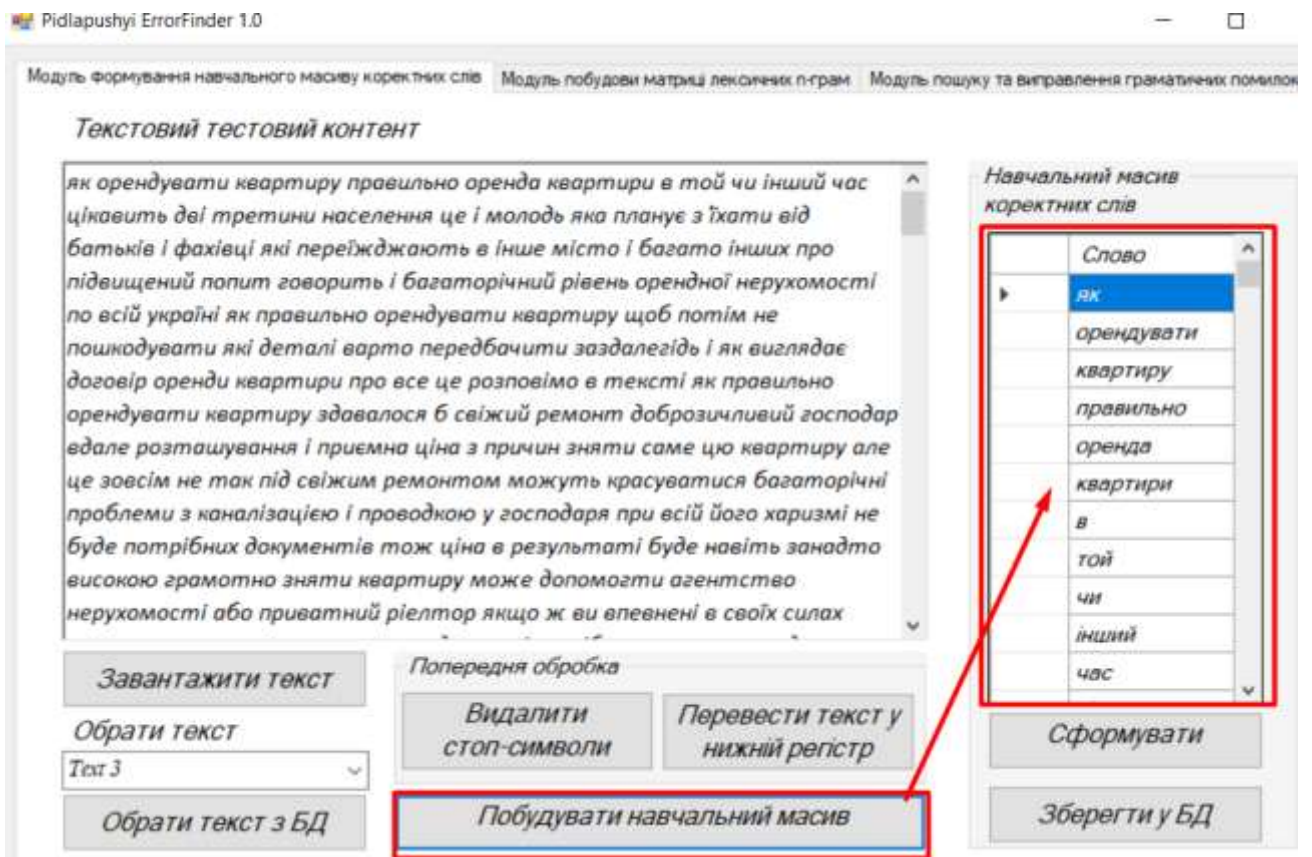 Pidlapushyi ErrorFinder 1.0
Модуль формування навчального масиву коректних слів Модуль побудови матриці лексичних n-грам Модуль пошуку та виправлення граматичних помилок
Текстовий тестовий контент
як орендувати квартиру правильно оренда квартири в той чи інший час
цікавить дві третини населення це і молодь яка планує з їхати від
батьків і фахівці які переїжджають в інше місто і багато інших про
підвищений попит говорить і багаторічний рівень орендної нерухомості
по всій україні як правильно орендувати квартиру щоб потім не
пошкодувати які деталі варто передбачити заздалегідь і як виглядає
договір оренди квартири про все це розповімо в тексті як правильно
орендувати квартиру здавалося б свіжий ремонт доброзичливий господар
вдале розташування і приємна ціна з причин зняти саме цю квартиру але
це зовсім не так під свіжим ремонтом можуть красуватися багаторічні
проблеми з каналізацією і проводкою у господаря при всій його харизмі не
буде потрібних документів тож ціна в результаті буде навіть занадто
високою грамотно зняти квартиру може допомогти агентство
нерухомості або приватний ріелтор якщо ж ви впевнені в своїх силах
Навчальний масив
коректних слів
Слово
як
орендувати
квартиру
правильно
оренда
квартири
в
той
чи
інший
час
Завантажити текст
Обрати текст
Text 3
Обрати текст з БД
Попередня обробка
Видалити
стоп-символи
Перевести текст у
нижній регістр
Побудувати навчальний масив
Сформувати
Зберегти у БД